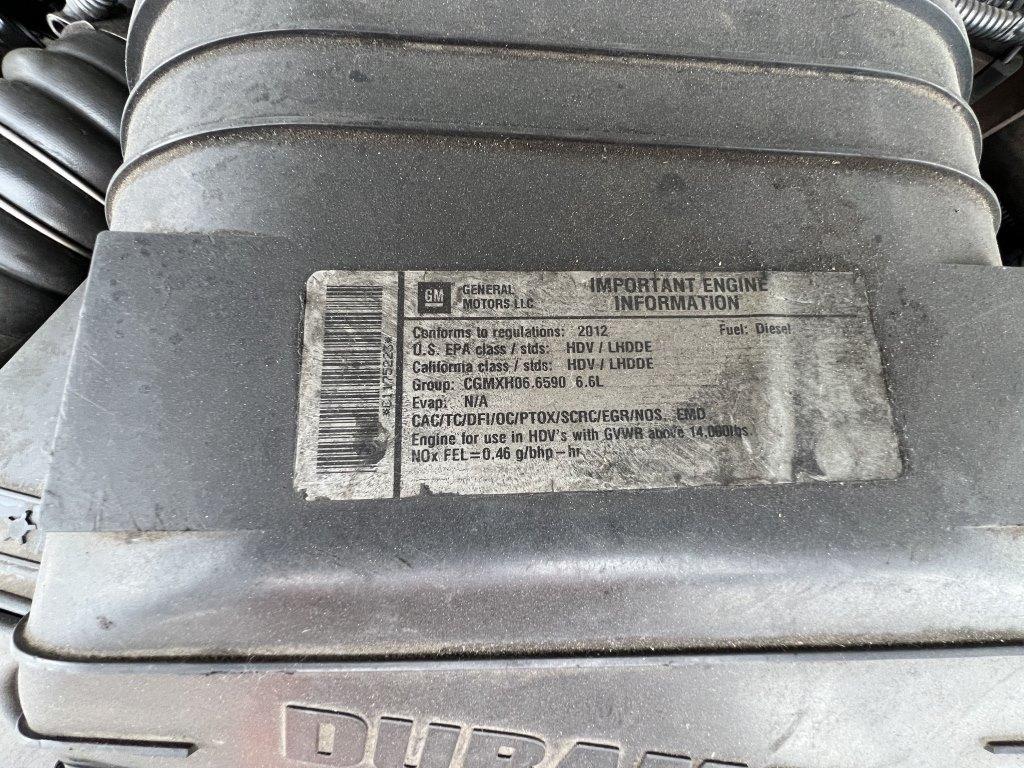 GM
GENERAL
MOTORS LLC
IMPORTANT ENGINE
INFORMATION
Conforms to regulations: 2012 Fuel: Diesel
U.S. EPA class / stds: HDV / LHDDE
California class / stds: HDV / LHDDE
Group: CGMXH06.6590 6.6L
Evap: N/A
CAC/TC/DFI/OC/PTOX/SCRC/EGR/NOS, EMD
Engine for use in HDV's with GVWR above 14,000lbs
NOx FEL=0.46 g/bhp-hr